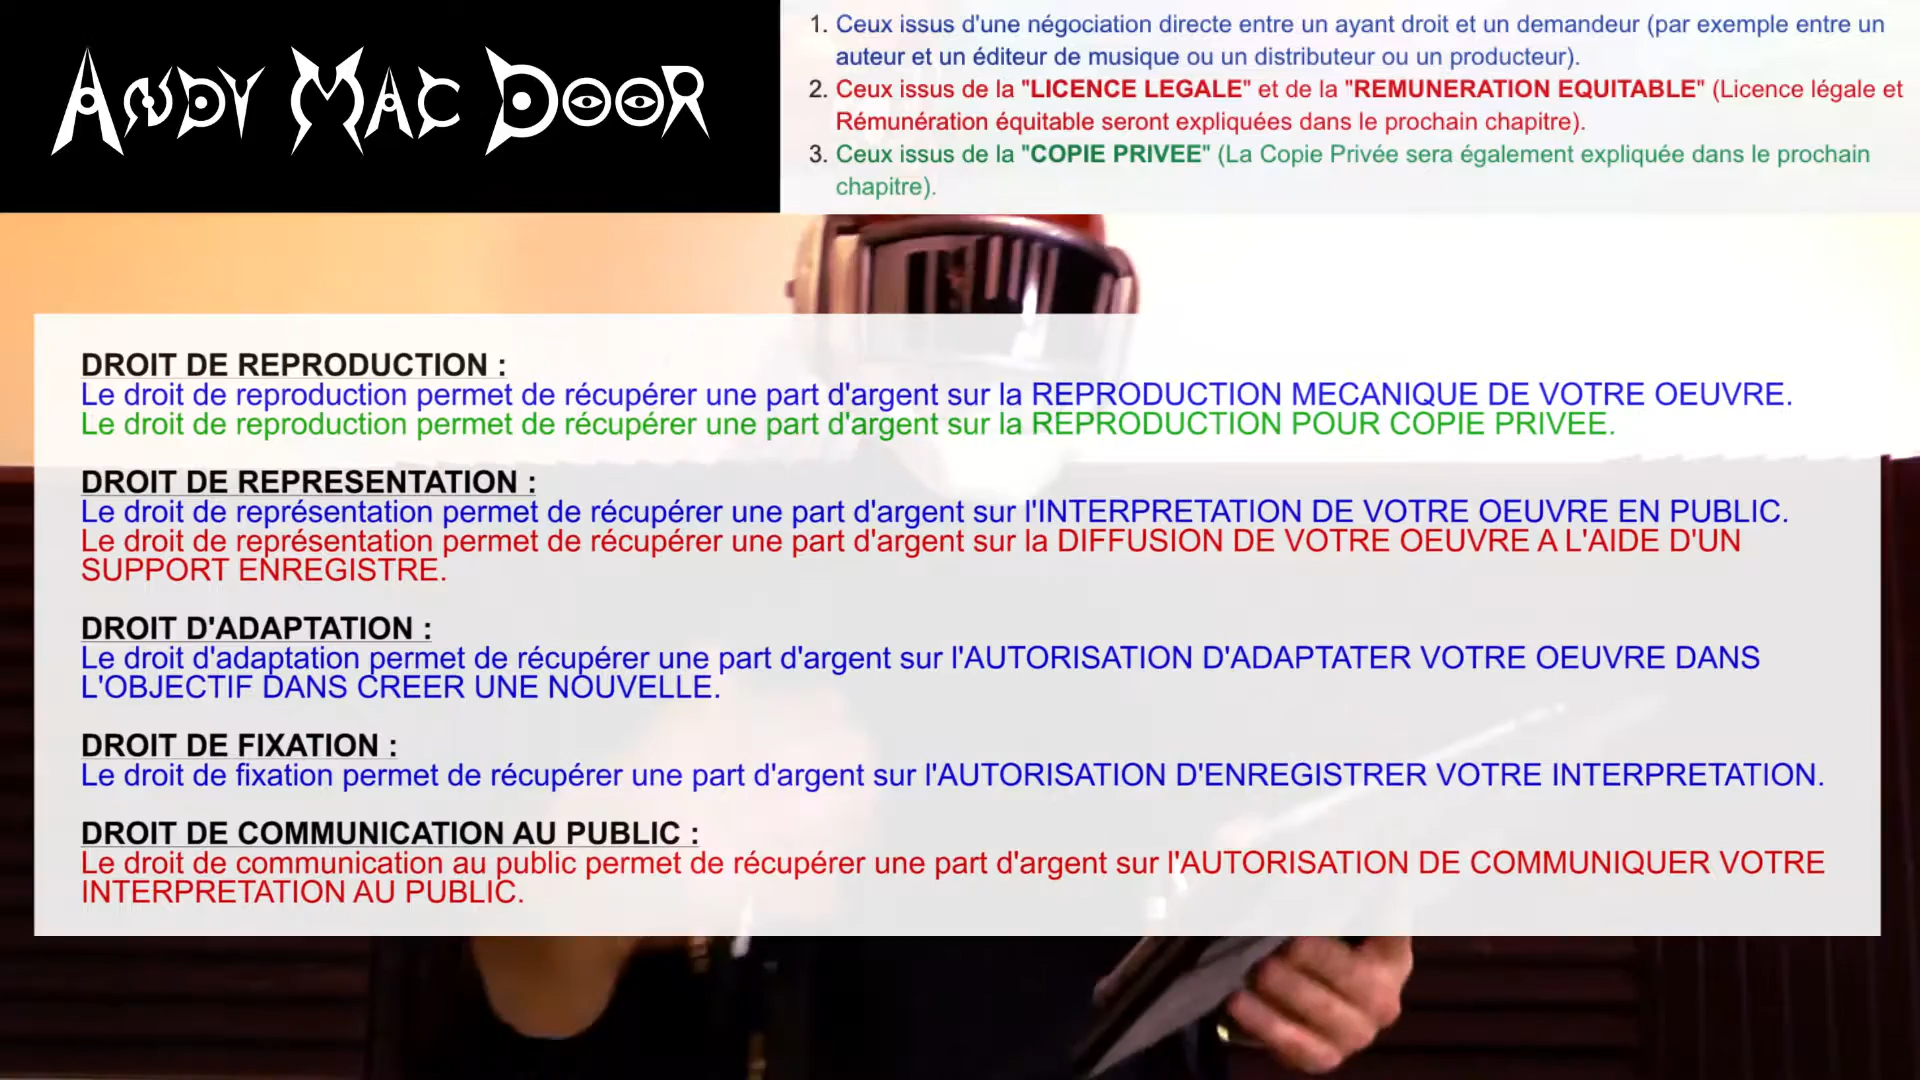 ANDY MAC DOOR
1. Ceux issus d'une négociation directe entre un ayant droit et un demandeur (par exemple entre un
auteur et un éditeur de musique ou un distributeur ou un producteur).
2. Ceux issus de la "LICENCE LEGALE" et de la "REMUNERATION EQUITABLE" (Licence légale et
Rémunération équitable seront expliquées dans le prochain chapitre).
3. Ceux issus de la "COPIE PRIVEE" (La Copie Privée sera également expliquée dans le prochain
chapitre).
DROIT DE REPRODUCTION :
Le droit de reproduction permet de récupérer une part d'argent sur la REPRODUCTION MECANIQUE DE VOTRE OEUVRE.
Le droit de reproduction permet de récupérer une part d'argent sur la REPRODUCTION POUR COPIE PRIVEE.
DROIT DE REPRESENTATION :
Le droit de représentation permet de récupérer une part d'argent sur l'INTERPRETATION DE VOTRE OEUVRE EN PUBLIC.
Le droit de représentation permet de récupérer une part d'argent sur la DIFFUSION DE VOTRE OEUVRE A L'AIDE D'UN
SUPPORT ENREGISTRE.
DROIT D'ADAPTATION :
Le droit d'adaptation permet de récupérer une part d'argent sur l'AUTORISATION D'ADAPTATER VOTRE OEUVRE DANS
L'OBJECTIF DANS CREER UNE NOUVELLE.
DROIT DE FIXATION :
Le droit de fixation permet de récupérer une part d'argent sur l'AUTORISATION D'ENREGISTRER VOTRE INTERPRETATION.
DROIT DE COMMUNICATION AU PUBLIC :
Le droit de communication au public permet de récupérer une part d'argent sur l'AUTORISATION DE COMMUNIQUER VOTRE
INTERPRETATION AU PUBLIC.